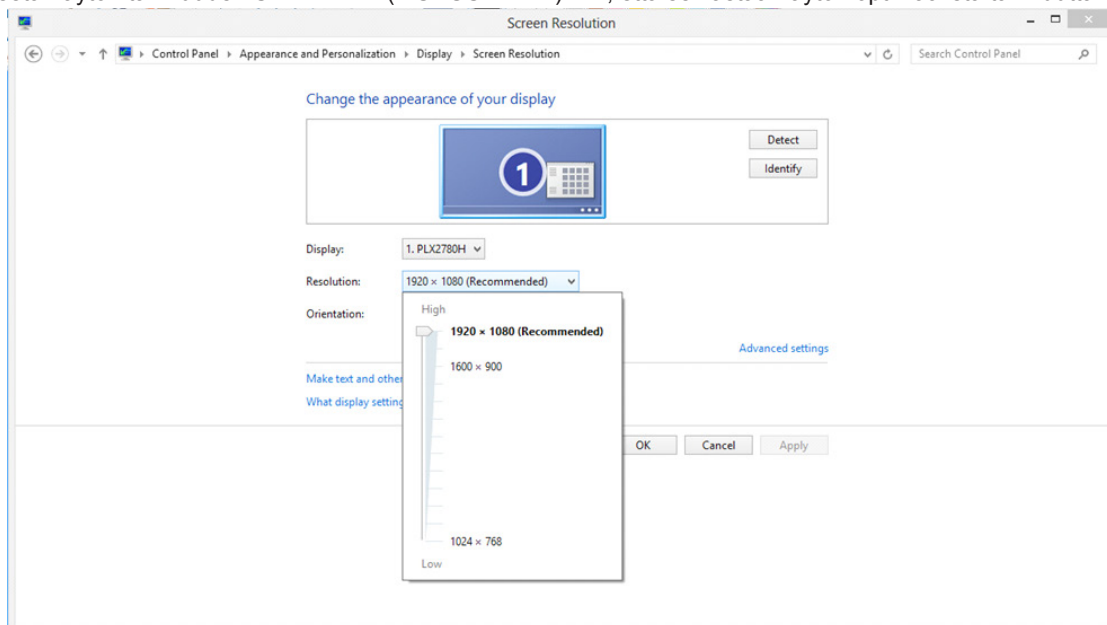 Screen Resolution
Control Panel Appearance and Personalization Display Screen Resolution
Search Control Panel
Change the appearance of your display
1
Detect
Identify
Display: 1. PLX2780H
Resolution: 1920 × 1080 (Recommended)
Orientation:
High
1920 × 1080 (Recommended)
1600 × 900
1024 × 768
Low
Advanced settings
Make text and other
What display setting
OK Cancel Apply